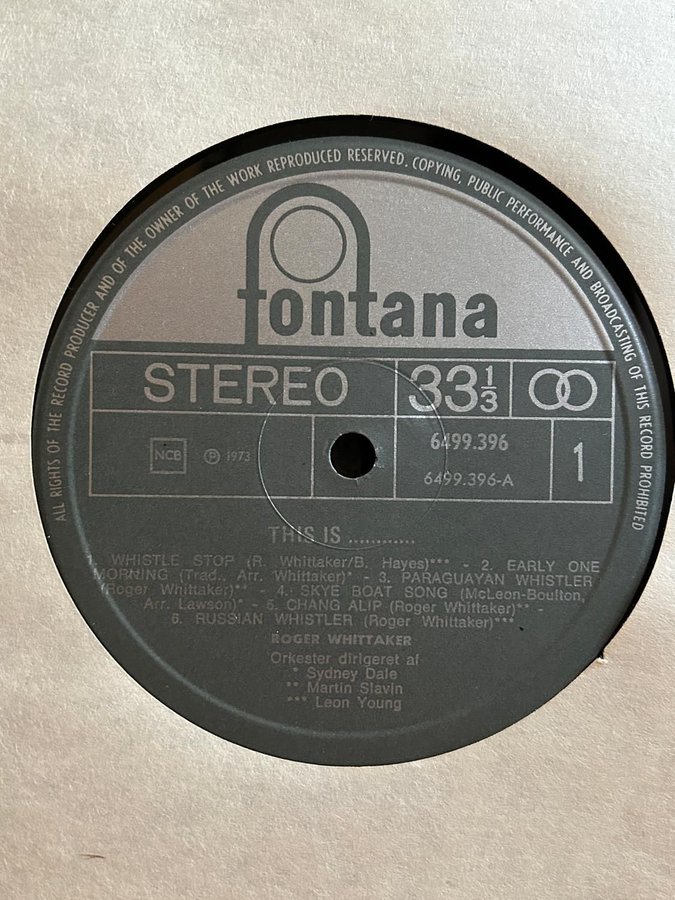 ALL RIGHTS OF THE RECORD PRODUCER AND OF THE OWNER OF THE WORK REPRODUCED RESERVED. COPYING, PUBLIC PERFORMANCE AND BROADCASTING OF THIS RECORD PROHIBITED
fontana
STEREO 33 1/3
NCB ℗ 1973 6499.396 1
6499.396-A
THIS IS ............
1. WHISTLE STOP (R. Whittaker/B. Hayes)*** - 2. EARLY ONE
MORNING (Trad., Arr. Whittaker)* - 3. PARAGUAYAN WHISTLER
(Roger Whittaker)** - 4. SKYE BOAT SONG (McLeon-Boulton,
Arr. Lawson)* - 5. CHANG ALIP (Roger Whittaker)** -
6. RUSSIAN WHISTLER (Roger Whittaker)***
ROGER WHITTAKER
Orkester dirigeret af
* Sydney Dale
** Martin Slavin
*** Leon Young